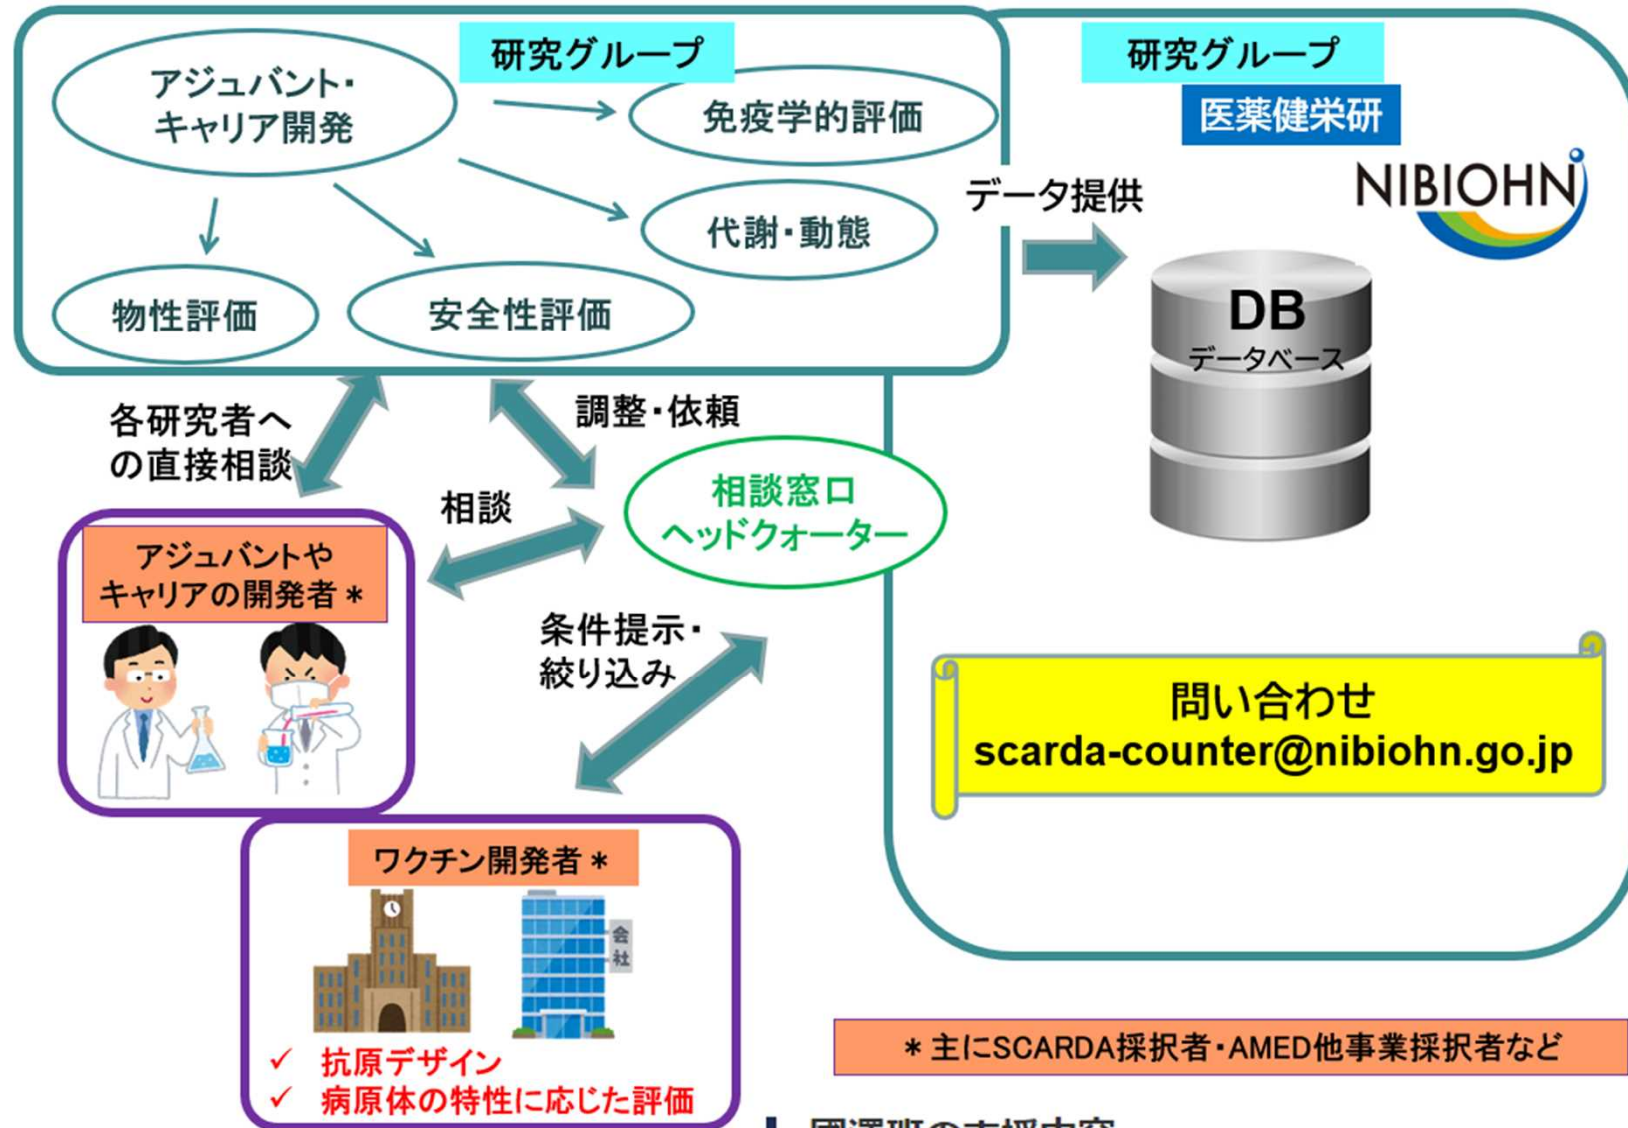 研究グループ
アジュバント・
キャリア開発
免疫学的評価
代謝・動態
物性評価
安全性評価
データ提供
研究グループ
医薬健栄研
NIBIOHN
DB
データベース
各研究者へ
の直接相談
調整・依頼
相談
相談窓口
ヘッドクォーター
アジュバントや
キャリアの開発者＊
条件提示・
絞り込み
問い合わせ
scarda-counter@nibiohn.go.jp
ワクチン開発者＊
会
社
✓ 抗原デザイン
✓ 病原体の特性に応じた評価
＊主にSCARDA採択者・AMED他事業採択者など